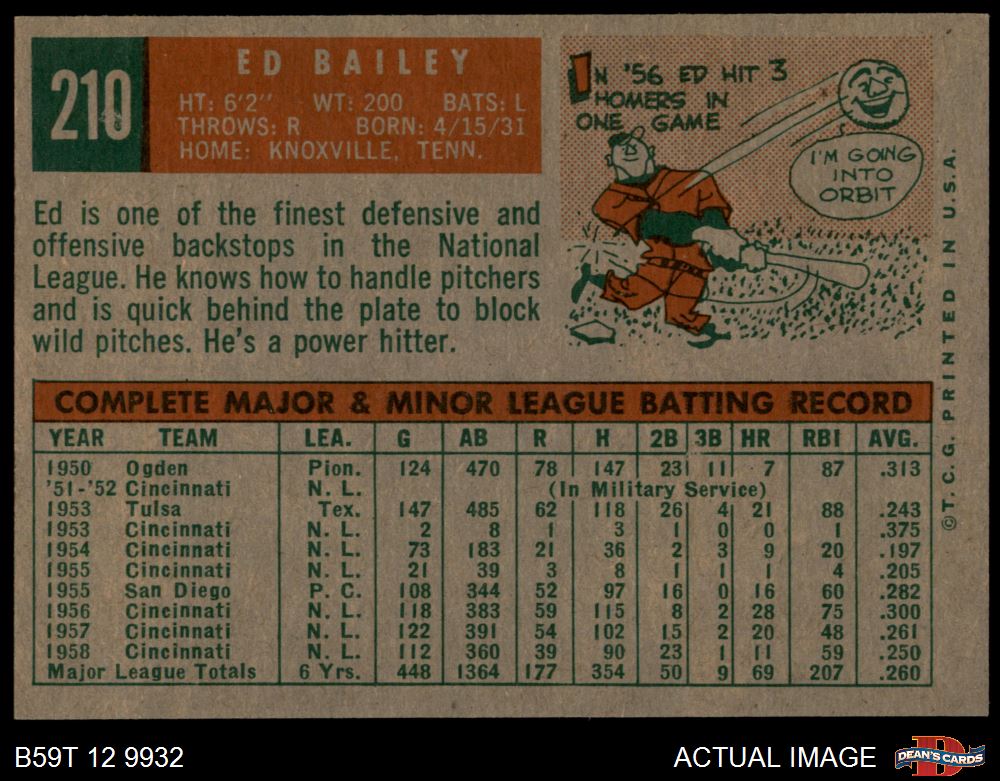 210
ED BAILEY
HT: 6'2" WT: 200 BATS: L
THROWS: R BORN: 4/15/31
HOME: KNOXVILLE, TENN.
IN '56 ED HIT 3
HOMERS IN
ONE GAME
I'M GOING
INTO
ORBIT
Ed is one of the finest defensive and
offensive backstops in the National
League. He knows how to handle pitchers
and is quick behind the plate to block
wild pitches. He's a power hitter.
COMPLETE MAJOR & MINOR LEAGUE BATTING RECORD
YEAR TEAM LEA. G AB R H 2B 3B HR RBI AVG.
1950 Ogden Pion. 124 470 78 147 23 11 7 87 .313
'51-'52 Cincinnati N. L. (In Military Service)
1953 Tulsa Tex. 147 485 62 118 26 4 21 88 .243
1953 Cincinnati N. L. 2 8 1 3 1 0 0 1 .375
1954 Cincinnati N. L. 73 183 21 36 2 3 9 20 .197
1955 Cincinnati N. L. 21 39 3 8 1 1 1 4 .205
1955 San Diego P. C. 108 344 52 97 16 0 16 60 .282
1956 Cincinnati N. L. 118 383 59 115 8 2 28 75 .300
1957 Cincinnati N. L. 122 391 54 102 15 2 20 48 .261
1958 Cincinnati N. L. 112 360 39 90 23 1 11 59 .250
Major League Totals 6 Yrs. 448 1364 177 354 50 9 69 207 .260
©T. C. G. PRINTED IN U.S.A.
B59T 12 9932
ACTUAL IMAGE
D
DEAN'S CARDS